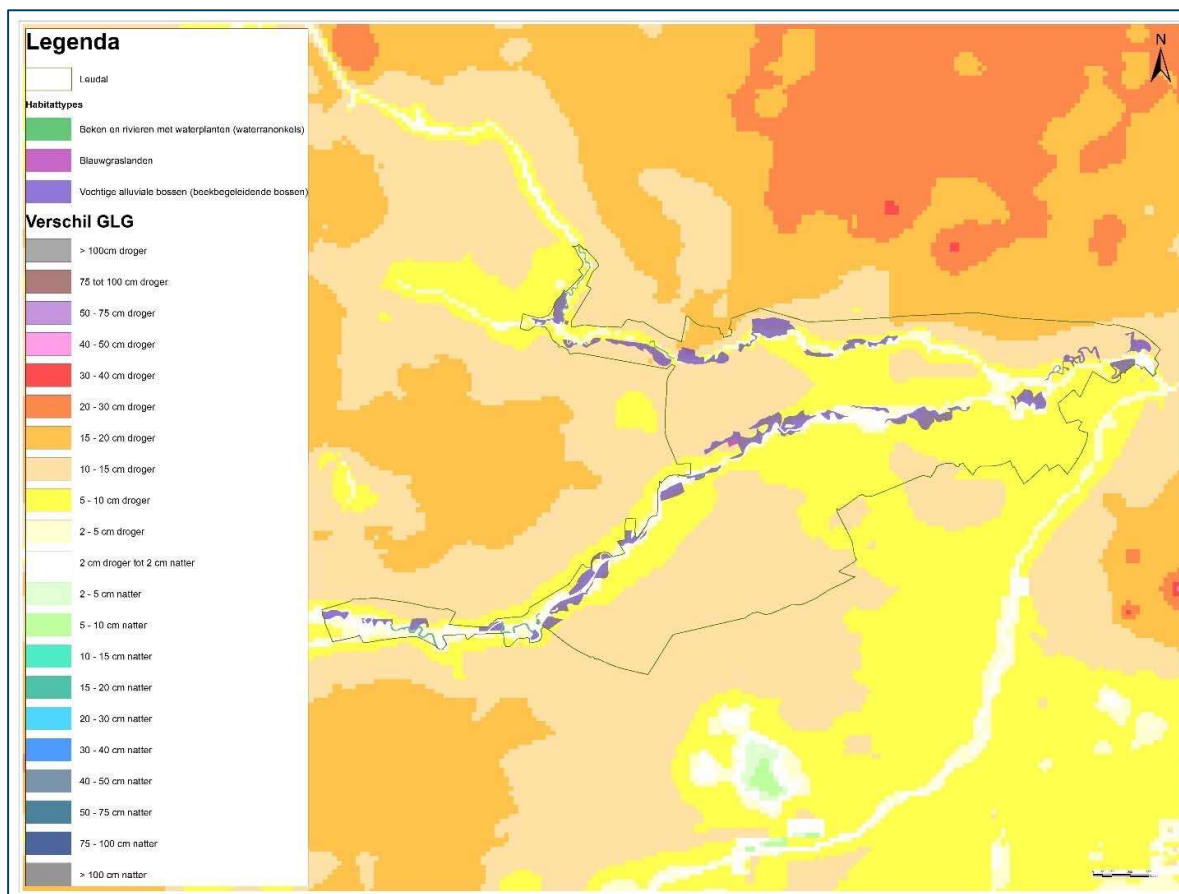 Legenda
N
Leudal
Habitattypes
Beken en rivieren met waterplanten (waterranonkels)
Blauwgraslanden
Vochtige alluviale bossen (beekbegeleidende bossen)
Verschil GLG
> 100cm droger
75 tot 100 cm droger
50 - 75 cm droger
40 - 50 cm droger
30 - 40 cm droger
20 - 30 cm droger
15 - 20 cm droger
10 - 15 cm droger
5 - 10 cm droger
2 - 5 cm droger
2 cm droger tot 2 cm natter
2 - 5 cm natter
5 - 10 cm natter
10 - 15 cm natter
15 - 20 cm natter
20 - 30 cm natter
30 - 40 cm natter
40 - 50 cm natter
50 - 75 cm natter
75 - 100 cm natter
> 100 cm natter